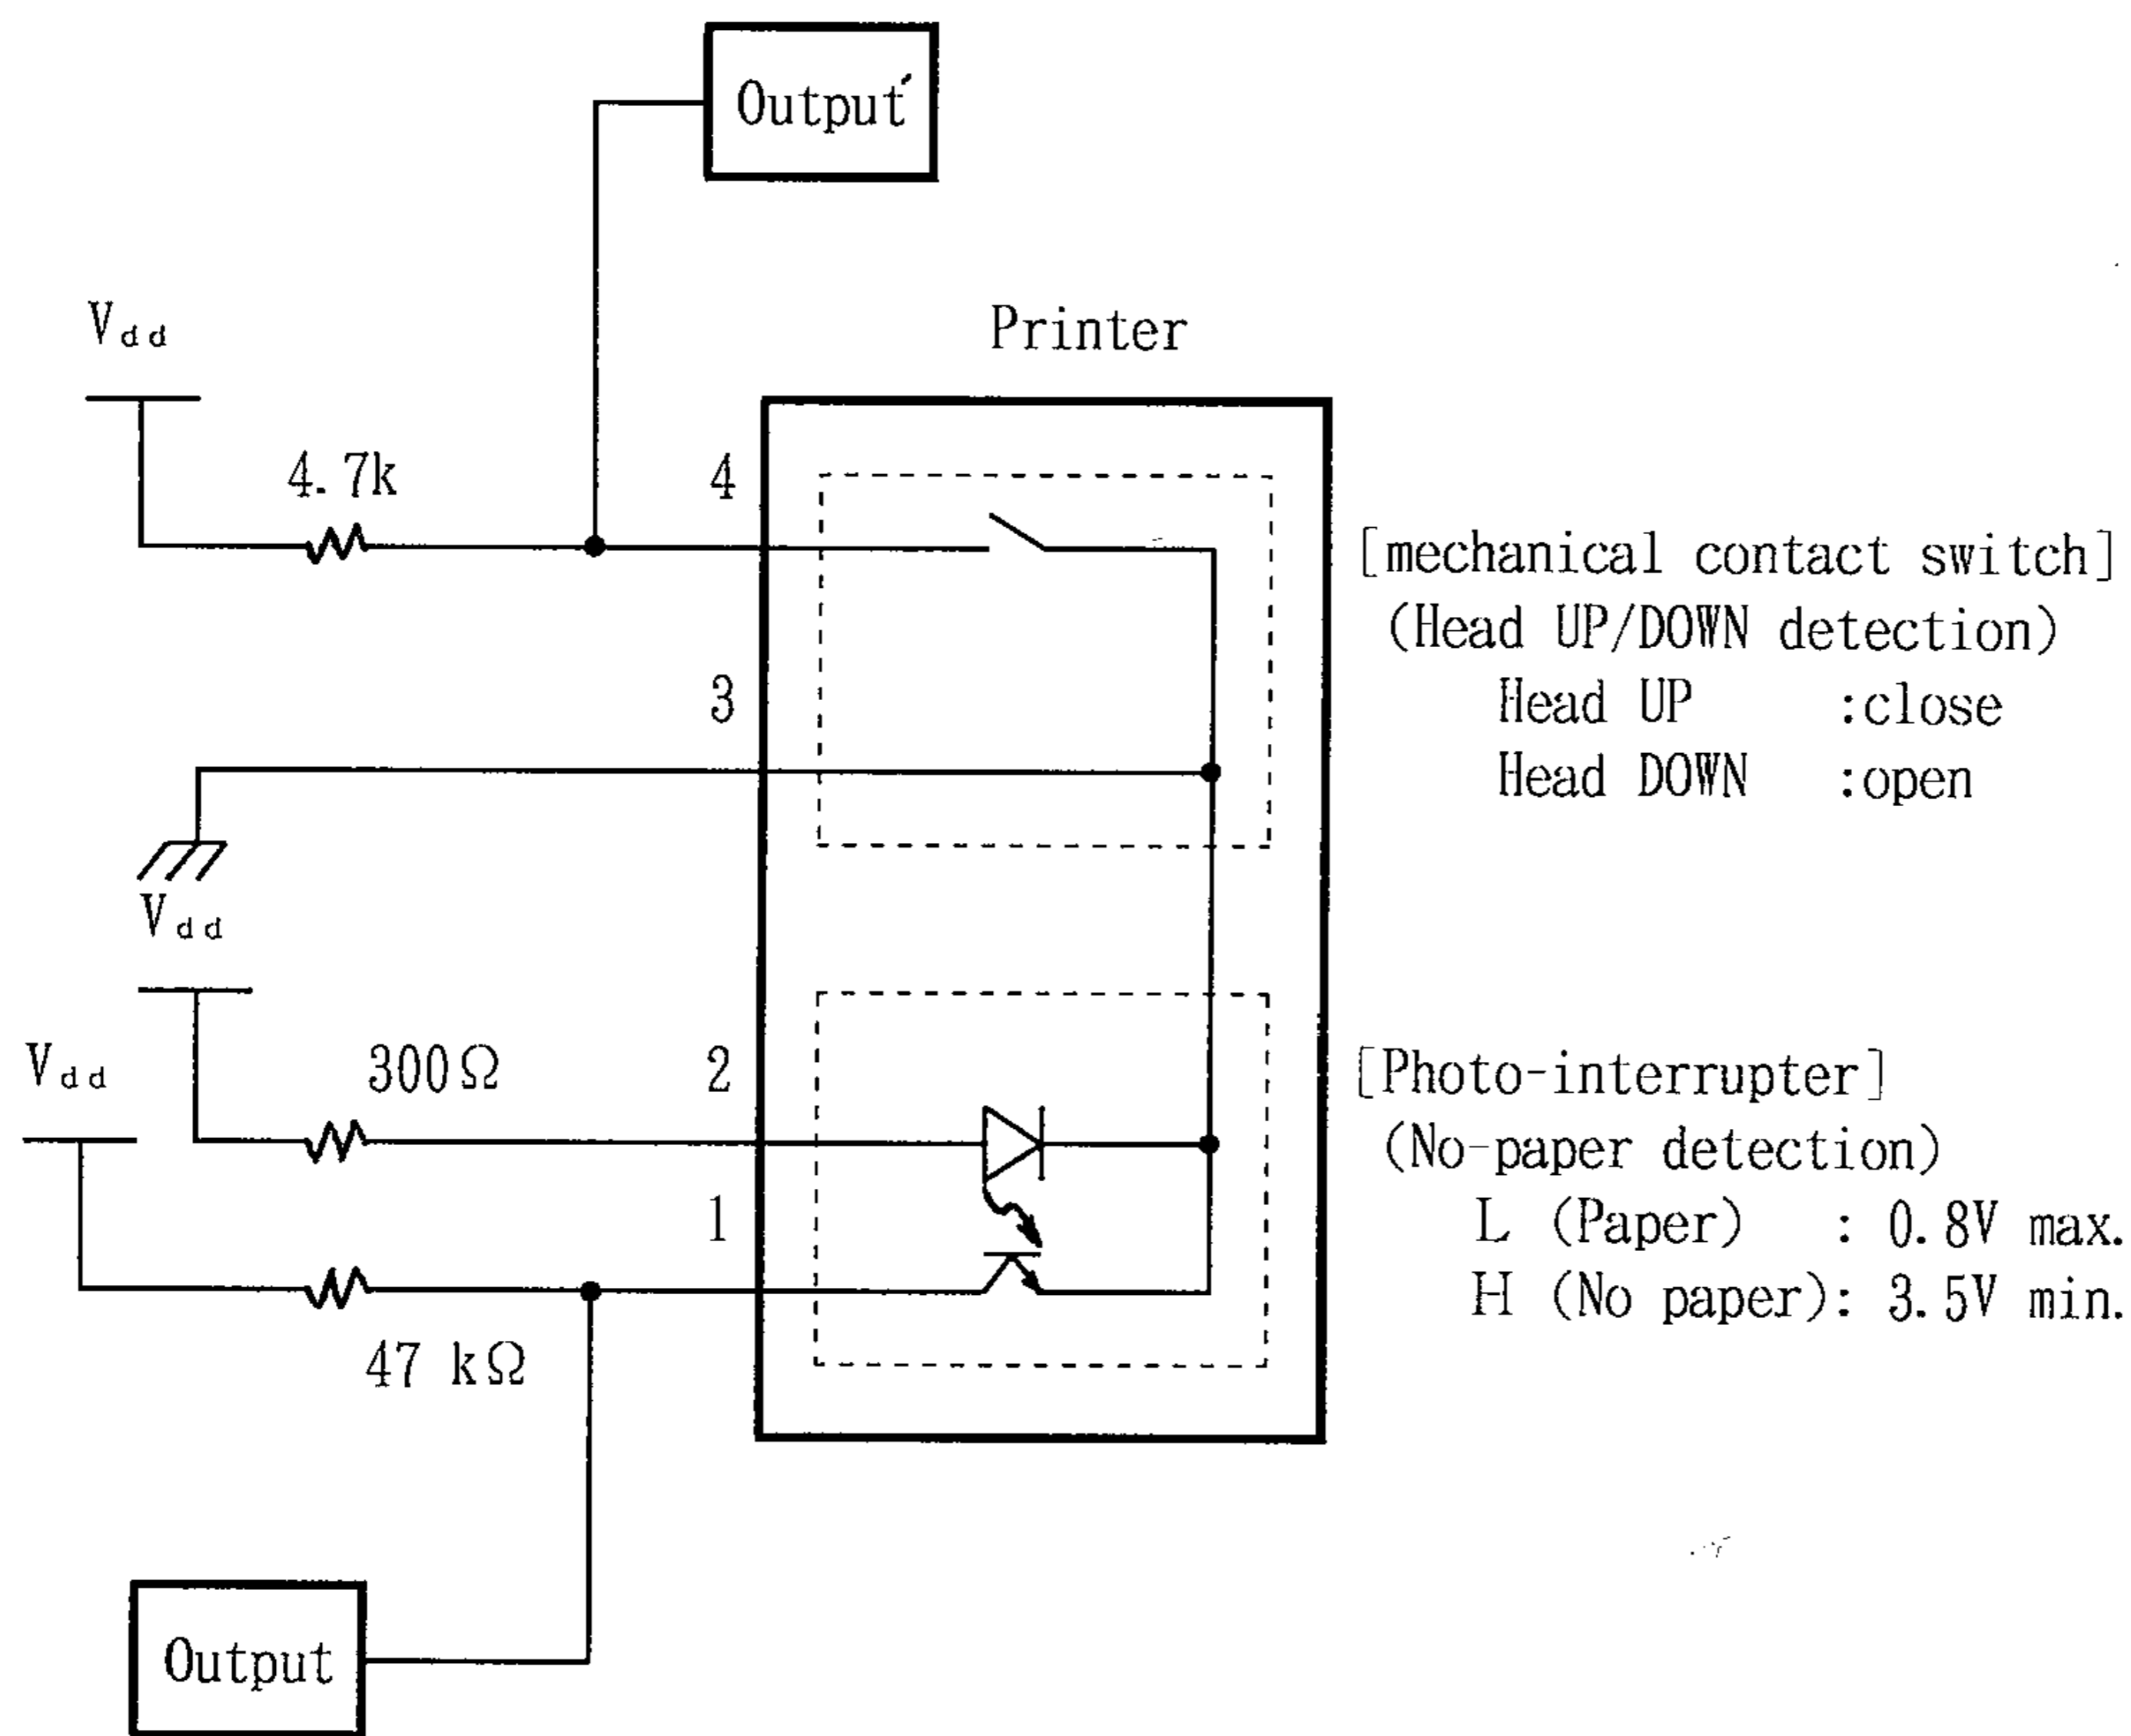 Output
Printer
Vdd
4.7k
4
[mechanical contact switch]
(Head UP/DOWN detection)
3
Head UP :close
Head DOWN :open
Vdd
Vdd
300Ω
2
[Photo-interrupter]
(No-paper detection)
1
L (Paper) : 0.8V max.
H (No paper): 3.5V min.
47 kΩ
Output